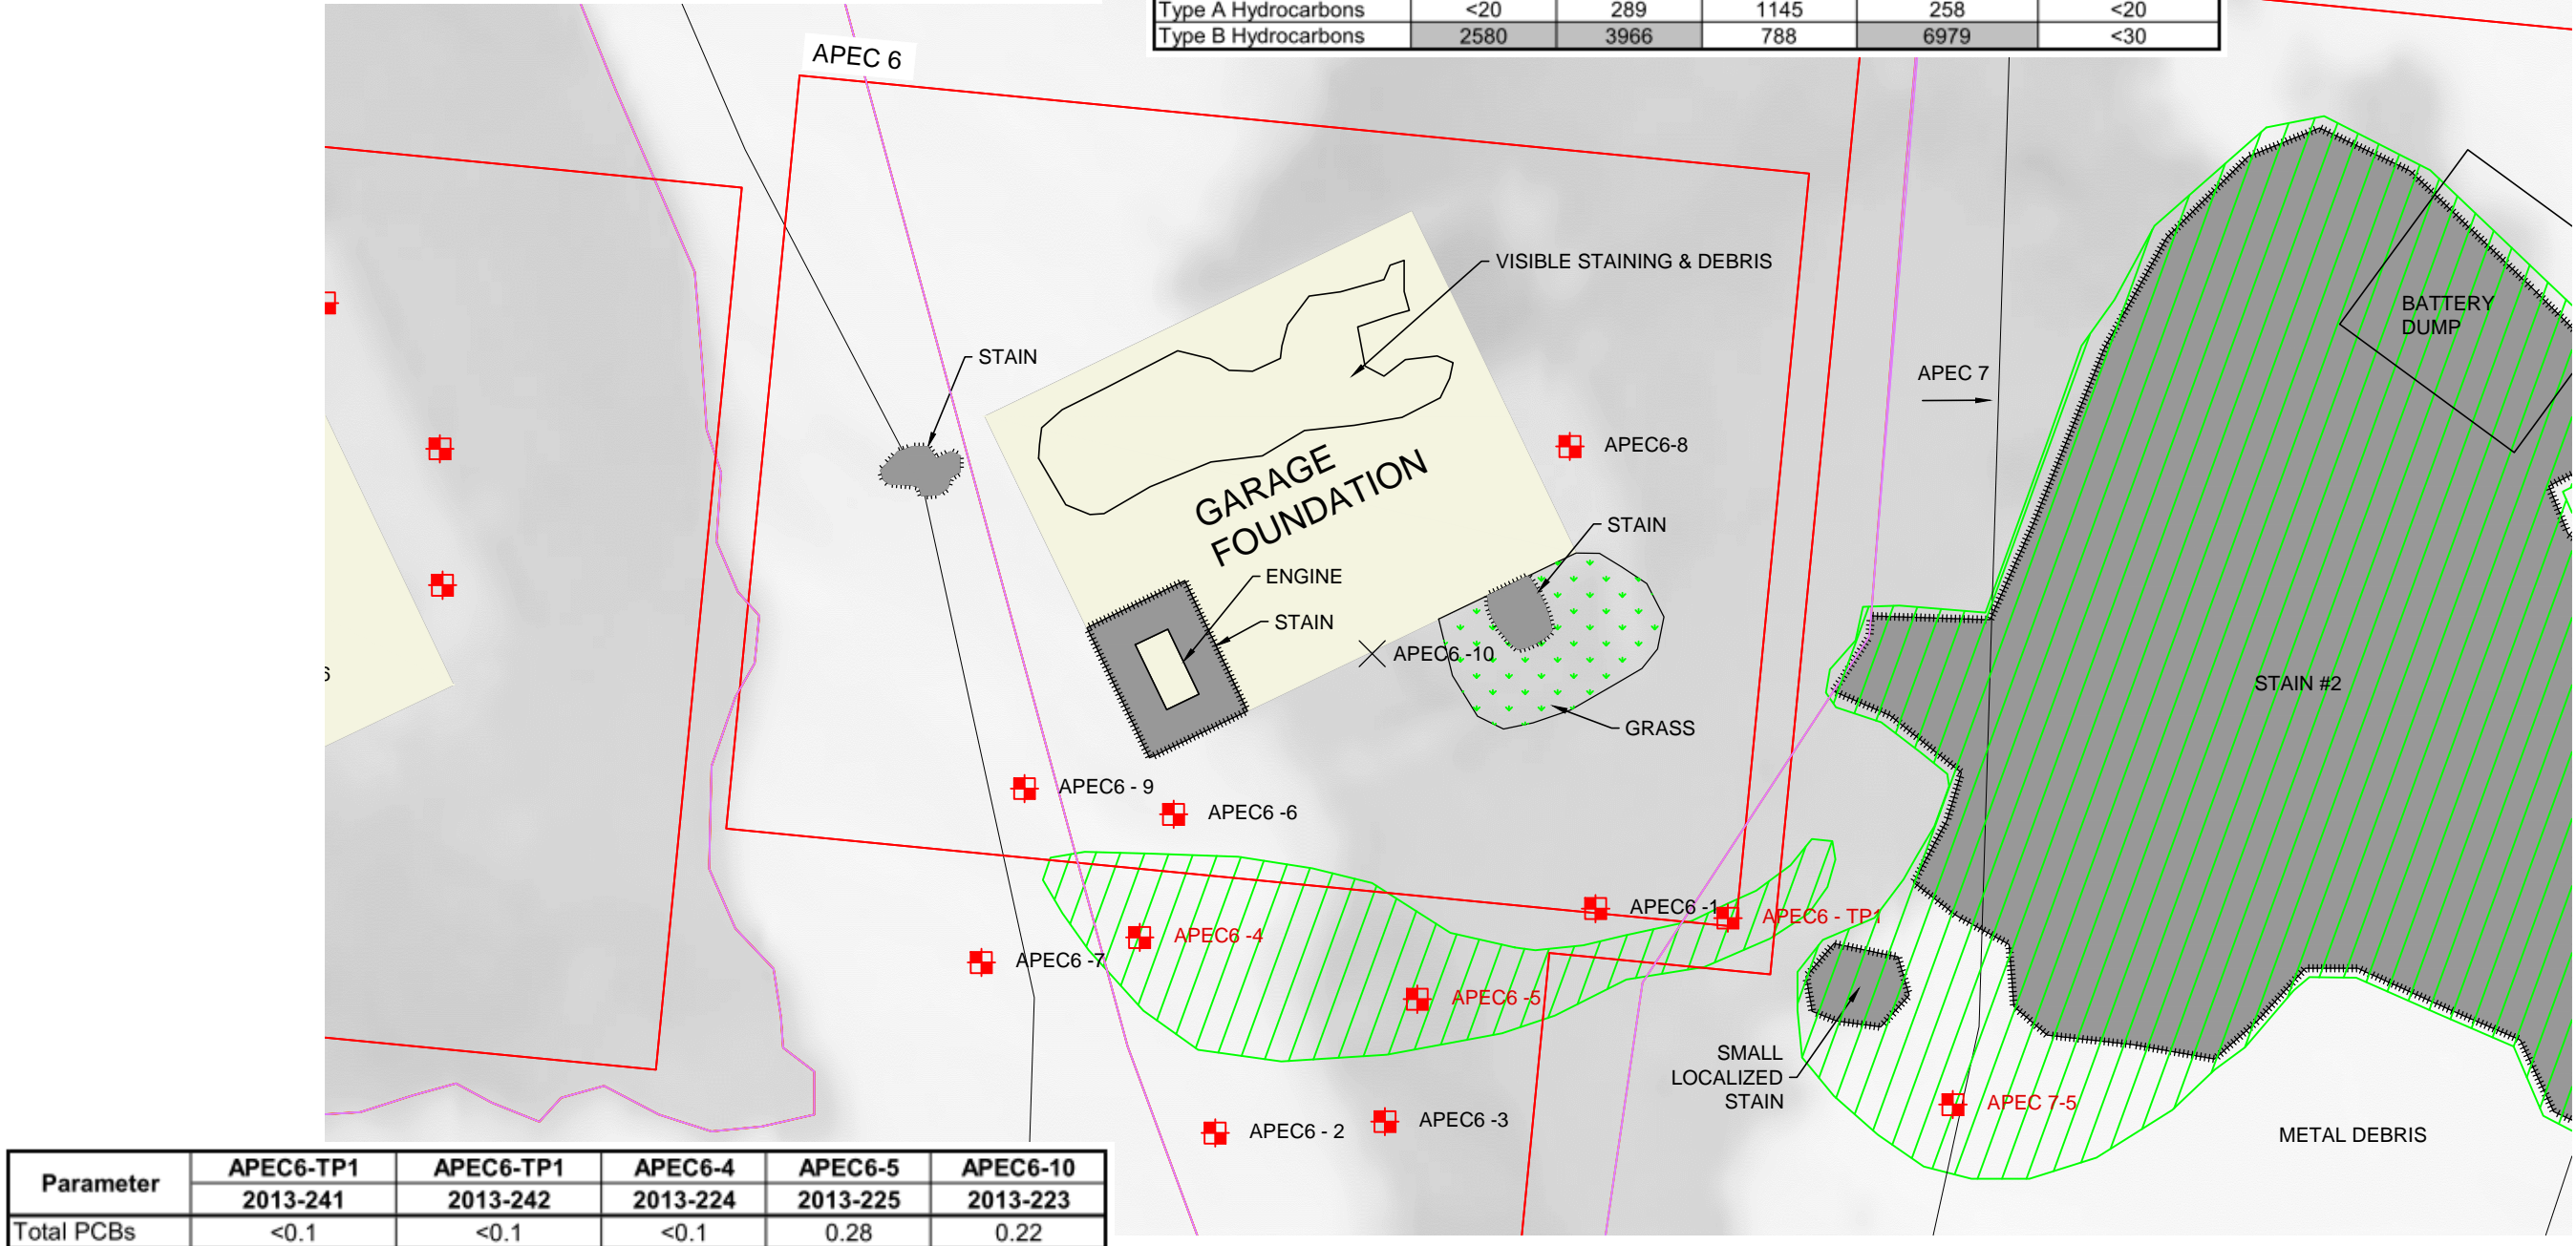 Type A Hydrocarbons <20 289 1145 258 <20
Type B Hydrocarbons 2580 3966 788 6979 <30
APEC 6
VISIBLE STAINING & DEBRIS
BATTERY
DUMP
STAIN
APEC 7
APEC6-8
GARAGE
FOUNDATION
STAIN
ENGINE
STAIN
APEC6 -10
STAIN #2
GRASS
APEC6 - 9
APEC6 -6
APEC6 -1
APEC6 - TP1
APEC6 -4
APEC6 -7
APEC6 -5
SMALL
LOCALIZED
STAIN
APEC 7-5
APEC6 - 2
APEC6 -3
METAL DEBRIS
Parameter APEC6-TP1 APEC6-TP1 APEC6-4 APEC6-5 APEC6-10
2013-241 2013-242 2013-224 2013-225 2013-223
Total PCBs <0.1 <0.1 <0.1 0.28 0.22